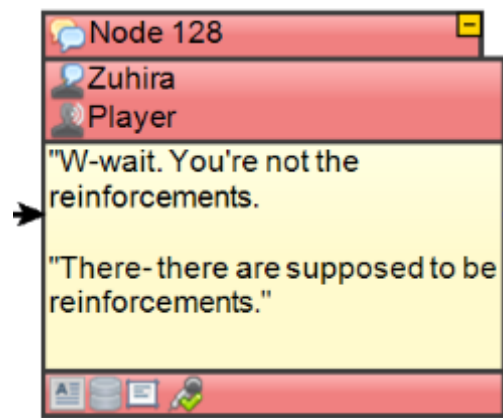 Node 128
Zuhira
Player
"W-wait. You're not the
reinforcements.
"There- there are supposed to be
reinforcements."